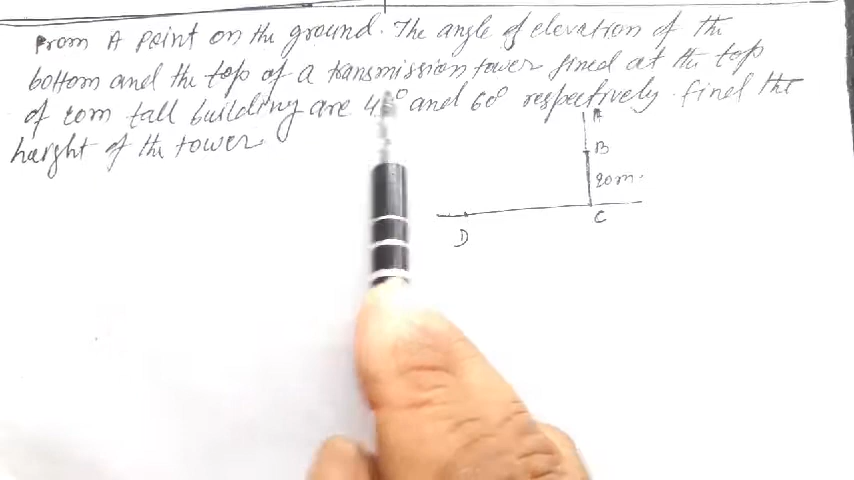 From A point on the ground. The angle of elevation of the
bottom and the top of a transmission tower fined at the top
of 20m tall building are 45° and 60° respectively. find the
height of the tower.
A
B
20m.
C
D